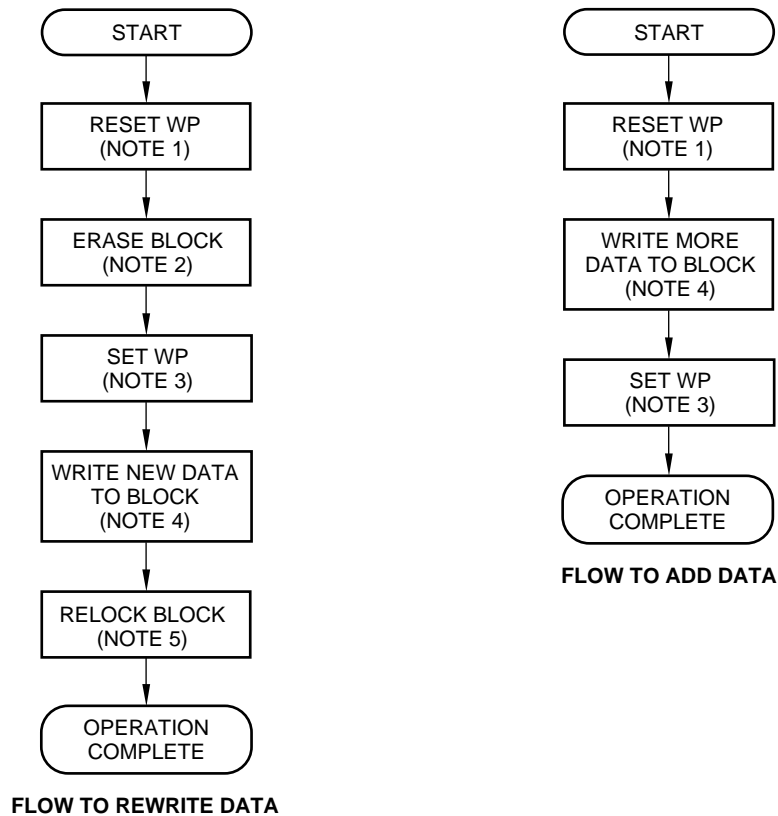 START
RESET WP
(NOTE 1)
ERASE BLOCK
(NOTE 2)
SET WP
(NOTE 3)
WRITE NEW DATA
TO BLOCK
(NOTE 4)
RELOCK BLOCK
(NOTE 5)
OPERATION
COMPLETE
FLOW TO REWRITE DATA
START
RESET WP
(NOTE 1)
WRITE MORE
DATA TO BLOCK
(NOTE 4)
SET WP
(NOTE 3)
OPERATION
COMPLETE
FLOW TO ADD DATA